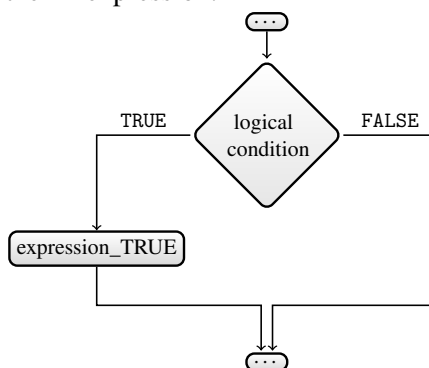 ...
TRUE
logical
condition
FALSE
expression_TRUE
...